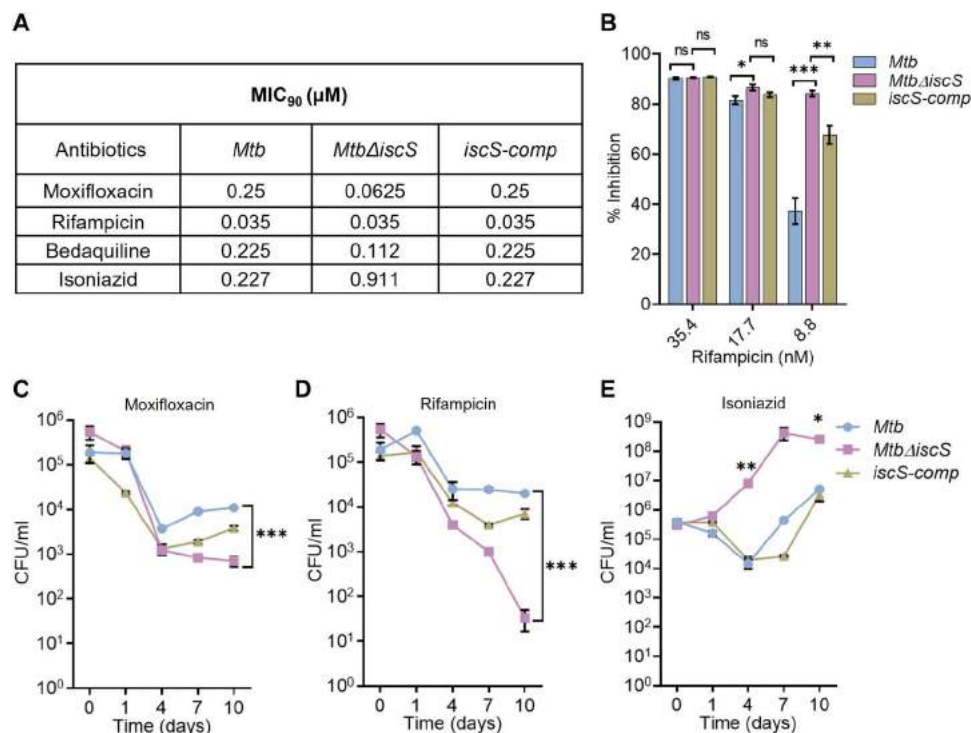 A
MIC90 (µM)
Antibiotics Mtb MtbΔiscS iscS-comp
Moxifloxacin 0.25 0.0625 0.25
Rifampicin 0.035 0.035 0.035
Bedaquiline 0.225 0.112 0.225
Isoniazid 0.227 0.911 0.227
B
ns ns ns * *** **
Mtb
MtbΔiscS
iscS-comp
% Inhibition
100
80
60
40
20
0
35.4 17.7 8.8
Rifampicin (nM)
C
Moxifloxacin
CFU/ml
10^6
10^5
10^4
10^3
10^2
10^1
10^0
***
0 1 4 7 10
Time (days)
D
Rifampicin
CFU/ml
10^6
10^5
10^4
10^3
10^2
10^1
10^0
***
0 1 4 7 10
Time (days)
E
Isoniazid
CFU/ml
10^9
10^8
10^7
10^6
10^5
10^4
10^3
10^2
10^1
10^0
** *
0 1 4 7 10
Time (days)
Mtb
MtbΔiscS
iscS-comp